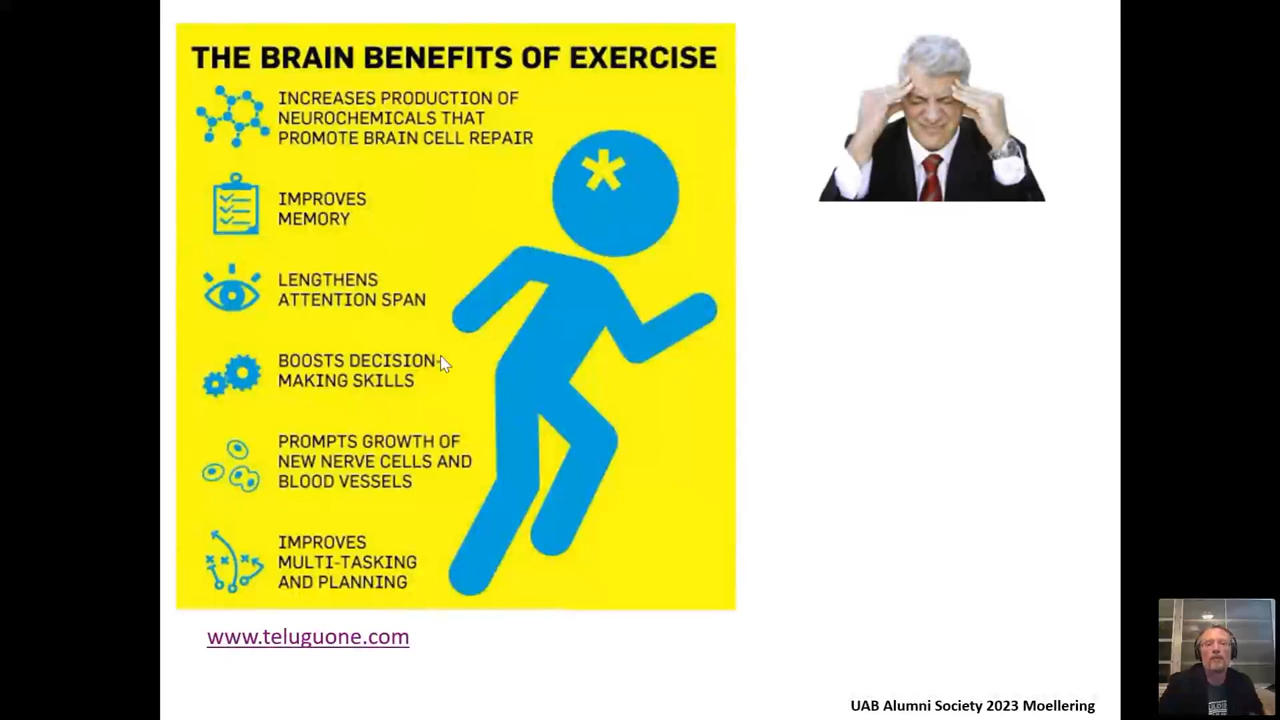 THE BRAIN BENEFITS OF EXERCISE
INCREASES PRODUCTION OF
NEUROCHEMICALS THAT
PROMOTE BRAIN CELL REPAIR
IMPROVES
MEMORY
LENGTHENS
ATTENTION SPAN
BOOSTS DECISION-
MAKING SKILLS
PROMPTS GROWTH OF
NEW NERVE CELLS AND
BLOOD VESSELS
IMPROVES
MULTI-TASKING
AND PLANNING
www.teluguone.com
UAB Alumni Society 2023 Moellering